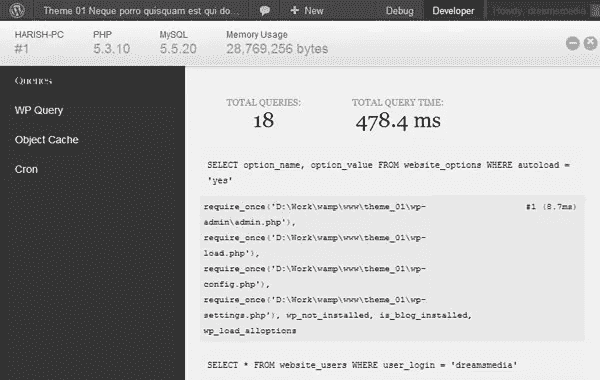 Theme 01 Neque porro quisquam est qui do... + New Debug Developer Howdy, dreamsmedia
HARISH-PC PHP MySQL Memory Usage
#1 5.3.10 5.5.20 28,769,256 bytes
Queries
WP Query
Object Cache
Cron
TOTAL QUERIES: TOTAL QUERY TIME:
18 478.4 ms
SELECT option_name, option_value FROM website_options WHERE autoload =
'yes'
require_once('D:\Work\wamp\www\theme_01\wp- #1 (8.7ms)
admin\admin.php'),
require_once('D:\Work\wamp\www\theme_01\wp-
load.php'),
require_once('D:\Work\wamp\www\theme_01\wp-
config.php'),
require_once('D:\Work\wamp\www\theme_01\wp-
settings.php'), wp_not_installed, is_blog_installed,
wp_load_alloptions
SELECT * FROM website_users WHERE user_login = 'dreamsmedia'